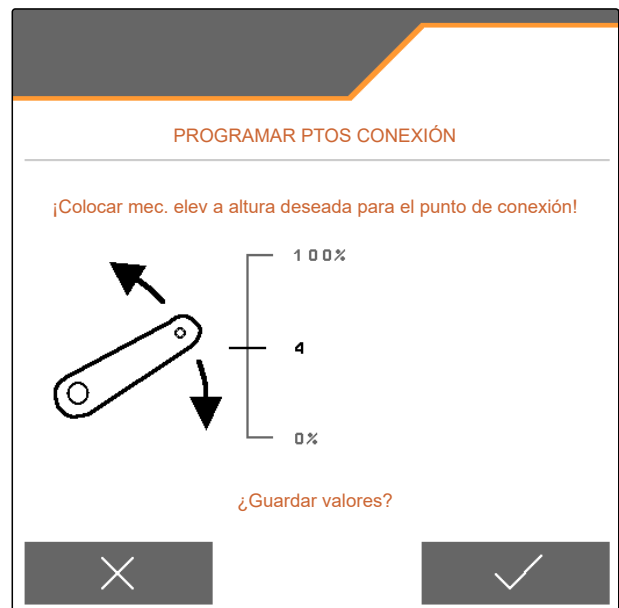 PROGRAMAR PTOS CONEXIÓN
¡Colocar mec. elev a altura deseada para el punto de conexión!
100%
4
0%
¿Guardar valores?